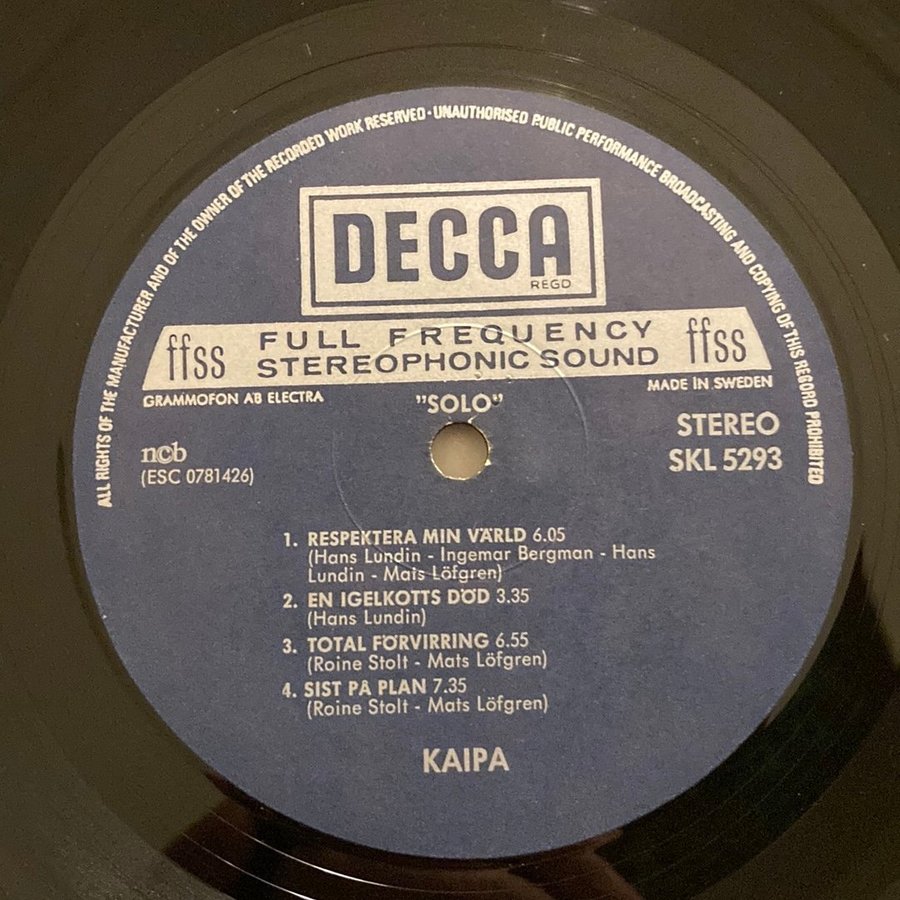 ALL RIGHTS OF THE MANUFACTURER AND OF THE OWNER OF THE RECORDED WORK RESERVED · UNAUTHORISED PUBLIC PERFORMANCE BROADCASTING AND COPYING OF THIS RECORD PROHIBITED
DECCA
REGD
ffss FULL FREQUENCY ffss
STEREOPHONIC SOUND
GRAMMOFON AB ELECTRA
MADE IN SWEDEN
"SOLO"
STEREO
SKL 5293
ncb
(ESC 0781426)
1. RESPEKTERA MIN VÄRLD 6.05
(Hans Lundin - Ingemar Bergman - Hans
Lundin - Mats Löfgren)
2. EN IGELKOTTS DÖD 3.35
(Hans Lundin)
3. TOTAL FÖRVIRRING 6.55
(Roine Stolt - Mats Löfgren)
4. SIST PÅ PLAN 7.35
(Roine Stolt - Mats Löfgren)
KAIPA